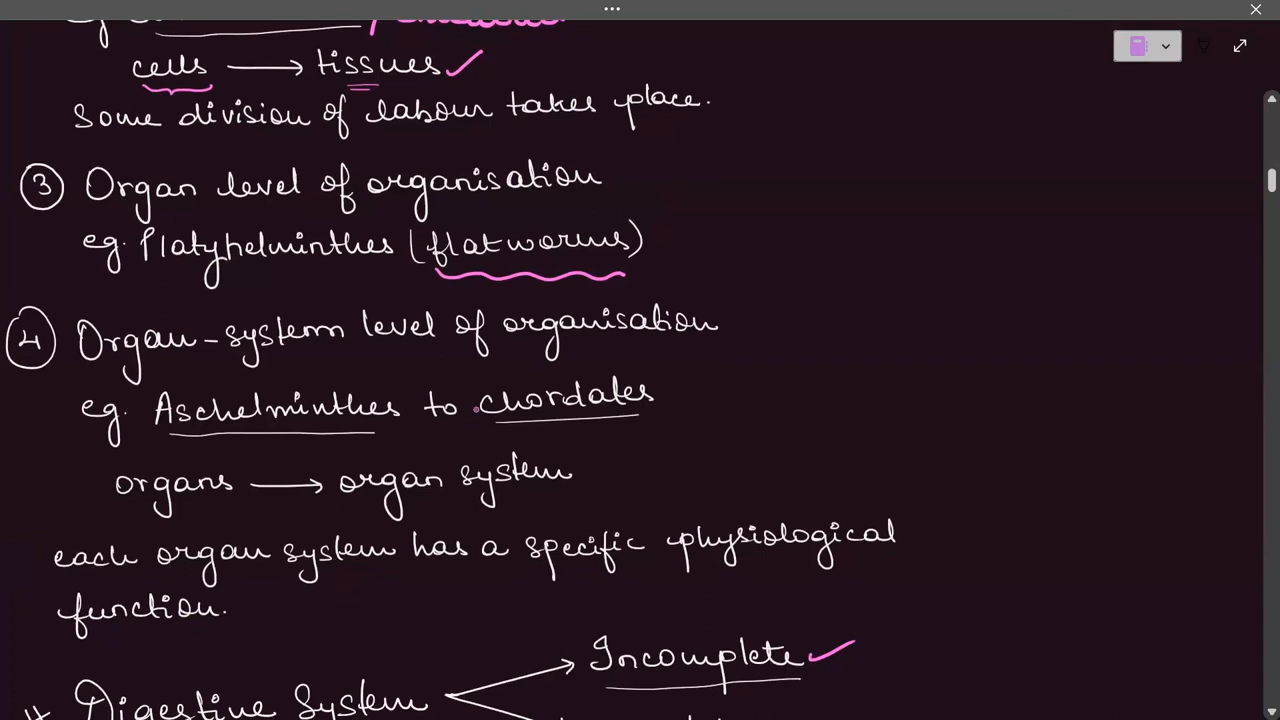 cells → tissues ✓
Some division of labour takes place.
③ Organ level of organisation
eg. Platyhelminthes (flatworms)
④ Organ-system level of organisation
eg. Aschelminthes to chordates
organs → organ system
each organ system has a specific physiological
function.
Incomplete ✓
Digestive System